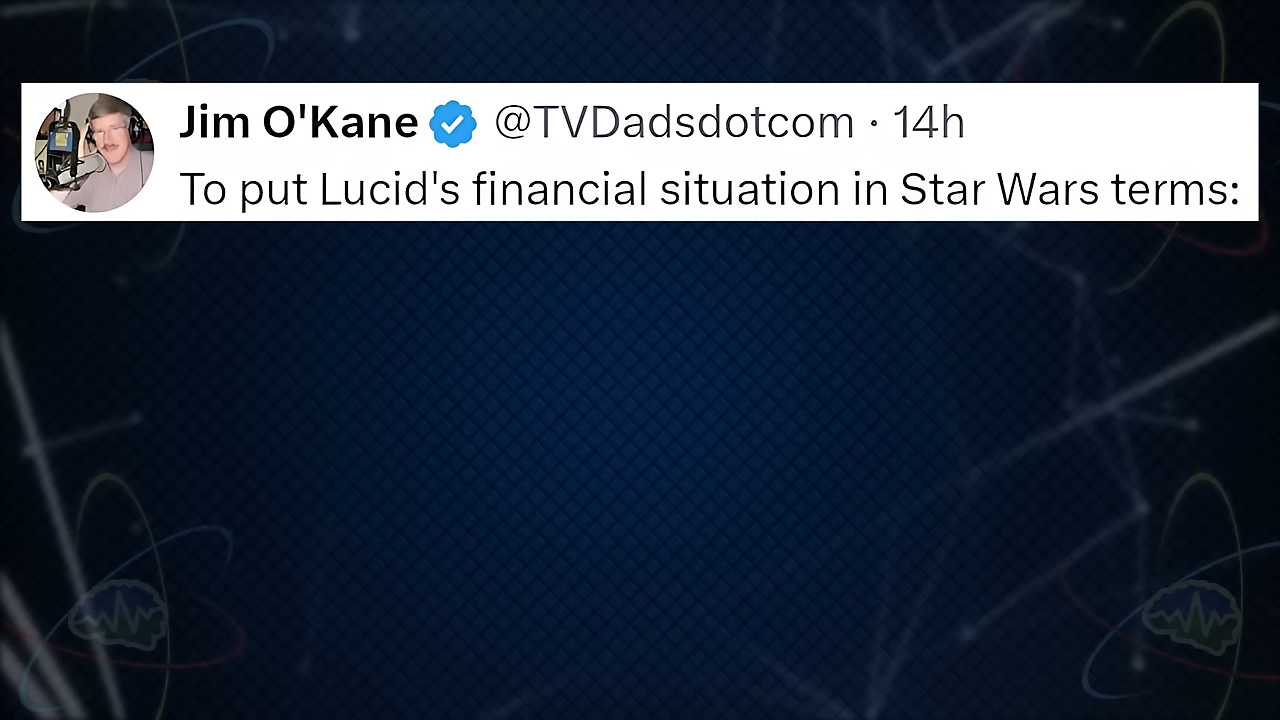 Jim O'Kane @TVDadsdotcom · 14h
To put Lucid's financial situation in Star Wars terms: